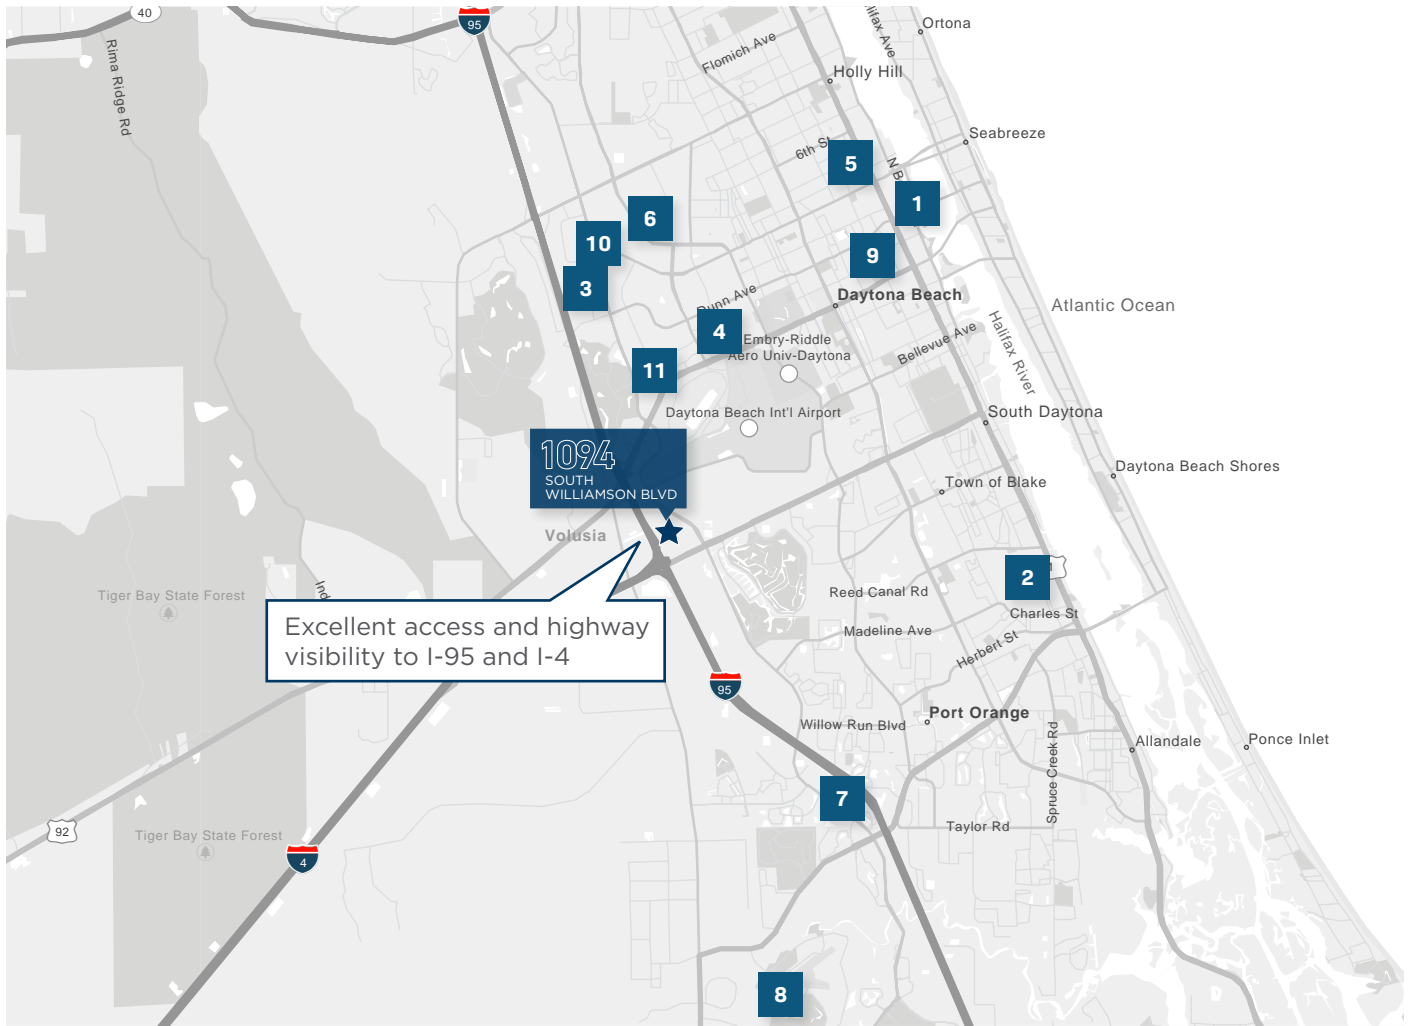 40
95
Ortona
Halifax Ave
Flomich Ave
Holly Hill
Rima Ridge Rd
Seabreeze
6th St
5
N B
1
6
10
9
3
Dunn Ave
Daytona Beach
Atlantic Ocean
4
Embry-Riddle
Aero Univ-Daytona
Bellevue Ave
Halifax River
11
Daytona Beach Int'l Airport
South Daytona
1094
SOUTH
WILLIAMSON BLVD
Daytona Beach Shores
Town of Blake
Volusia
2
Tiger Bay State Forest
Ind
Reed Canal Rd
Charles St
Excellent access and highway
visibility to I-95 and I-4
Madeline Ave
Herbert St
95
Willow Run Blvd
Port Orange
Spruce Creek Rd
Allandale
Ponce Inlet
7
92
Tiger Bay State Forest
Taylor Rd
4
8